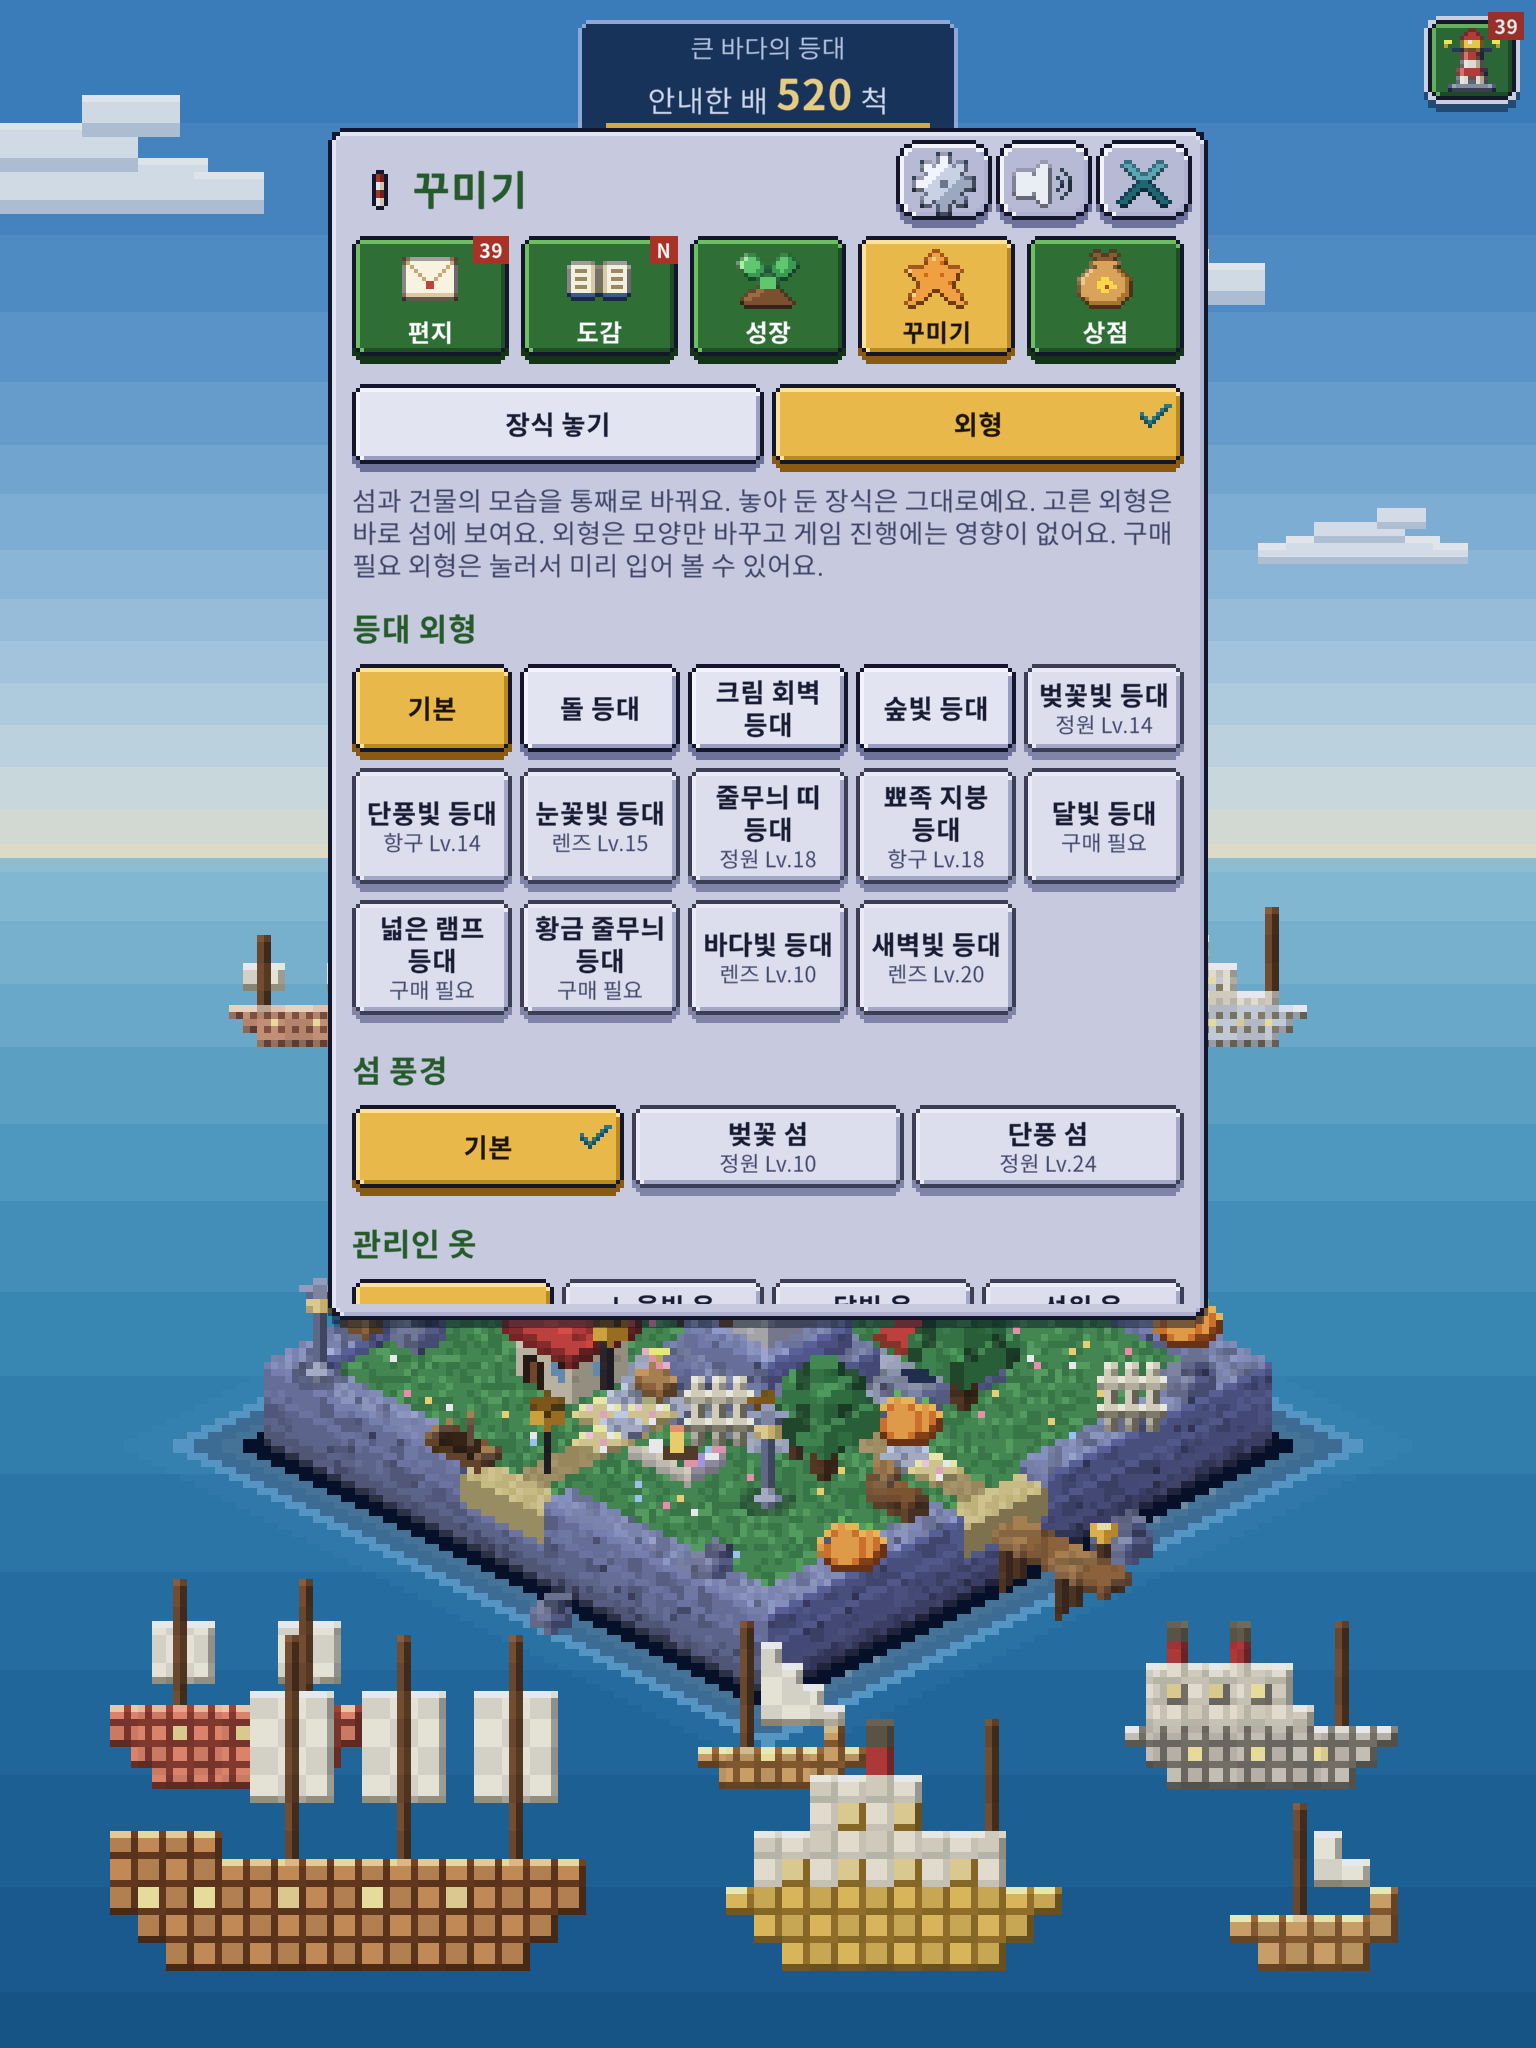 큰 바다의 등대
안내한 배 520 척
39
꾸미기
39
N
편지
도감
성장
꾸미기
상점
장식 놓기
외형
섬과 건물의 모습을 통째로 바꿔요. 놓아 둔 장식은 그대로예요. 고른 외형은
바로 섬에 보여요. 외형은 모양만 바꾸고 게임 진행에는 영향이 없어요. 구매
필요 외형은 눌러서 미리 입어 볼 수 있어요.
등대 외형
기본
돌 등대
크림 회벽
등대
숲빛 등대
벚꽃빛 등대
정원 Lv.14
단풍빛 등대
항구 Lv.14
눈꽃빛 등대
렌즈 Lv.15
줄무늬 띠
등대
정원 Lv.18
뾰족 지붕
등대
항구 Lv.18
달빛 등대
구매 필요
넓은 램프
등대
구매 필요
황금 줄무늬
등대
구매 필요
바다빛 등대
렌즈 Lv.10
새벽빛 등대
렌즈 Lv.20
섬 풍경
기본
벚꽃 섬
정원 Lv.10
단풍 섬
정원 Lv.24
관리인 옷